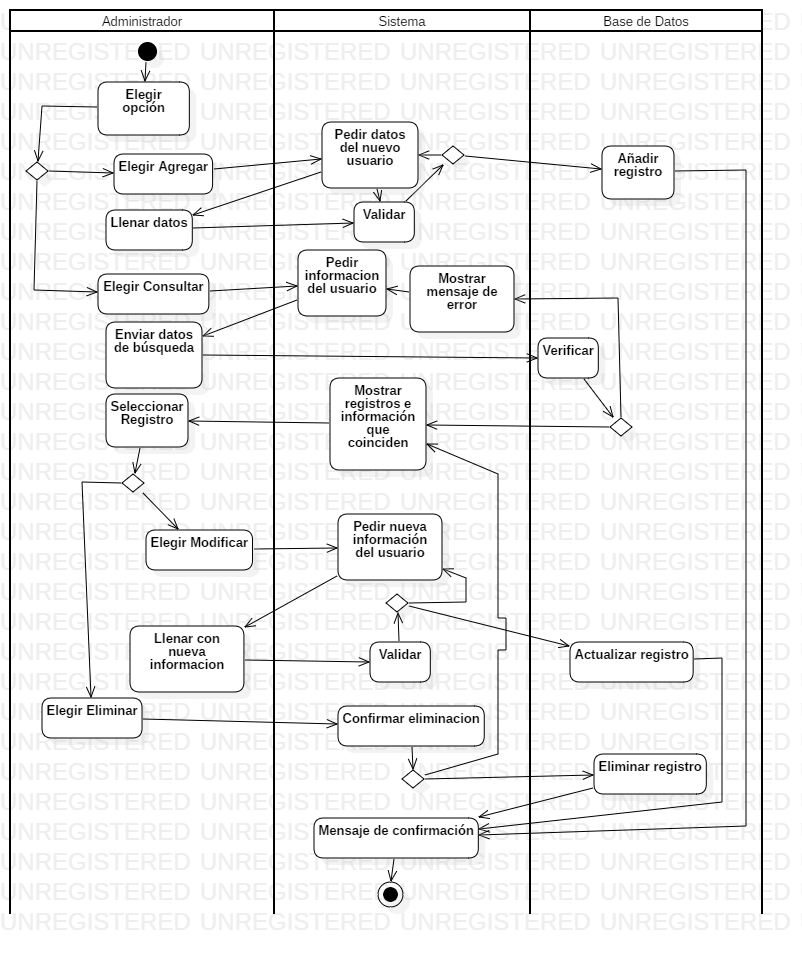 Administrador
Sistema
Base de Datos
Elegir
opción
Elegir Agregar
Pedir datos
del nuevo
usuario
Añadir
registro
Llenar datos
Validar
Elegir Consultar
Pedir
informacion
del usuario
Mostrar
mensaje de
error
Enviar datos
de búsqueda
Verificar
Seleccionar
Registro
Mostrar
registros e
información
que
coinciden
Elegir Modificar
Pedir nueva
información
del usuario
Llenar con
nueva
informacion
Validar
Actualizar registro
Elegir Eliminar
Confirmar eliminacion
Eliminar registro
Mensaje de confirmación
UNREGISTERED